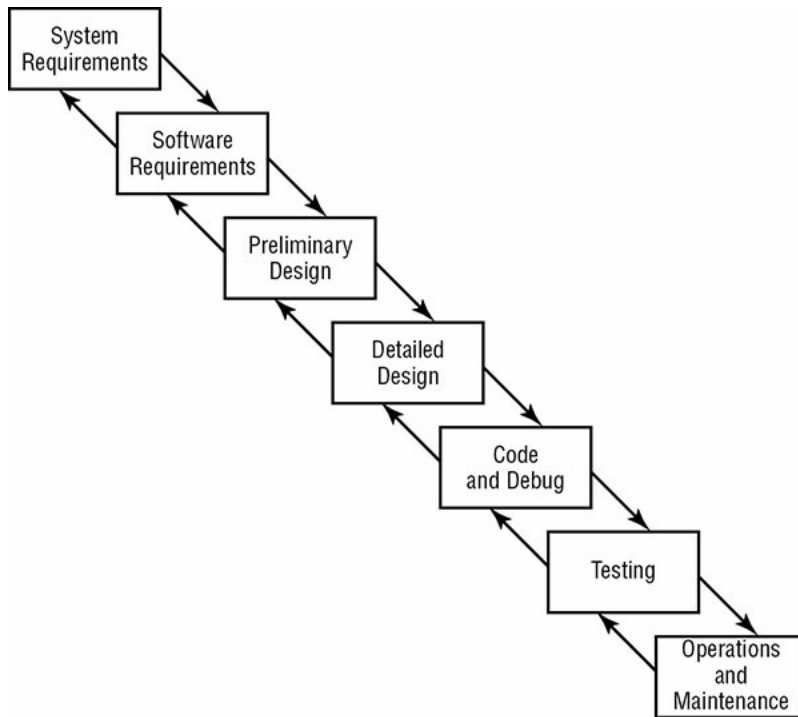 System
Requirements
Software
Requirements
Preliminary
Design
Detailed
Design
Code
and Debug
Testing
Operations
and
Maintenance